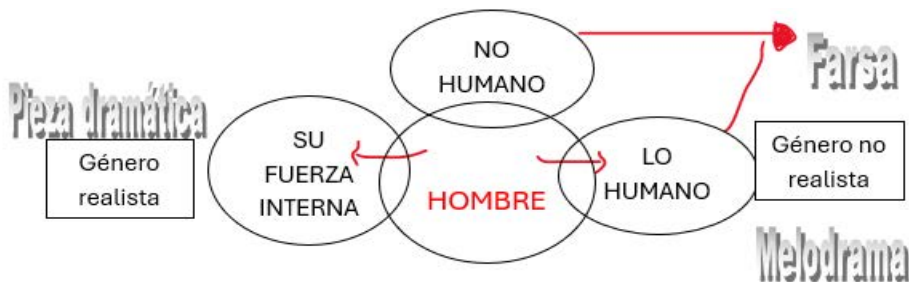 NO
HUMANO
Farsa
Pieza dramática
Género
realista
SU
FUERZA
INTERNA
HOMBRE
LO
HUMANO
Género no
realista
Melodrama